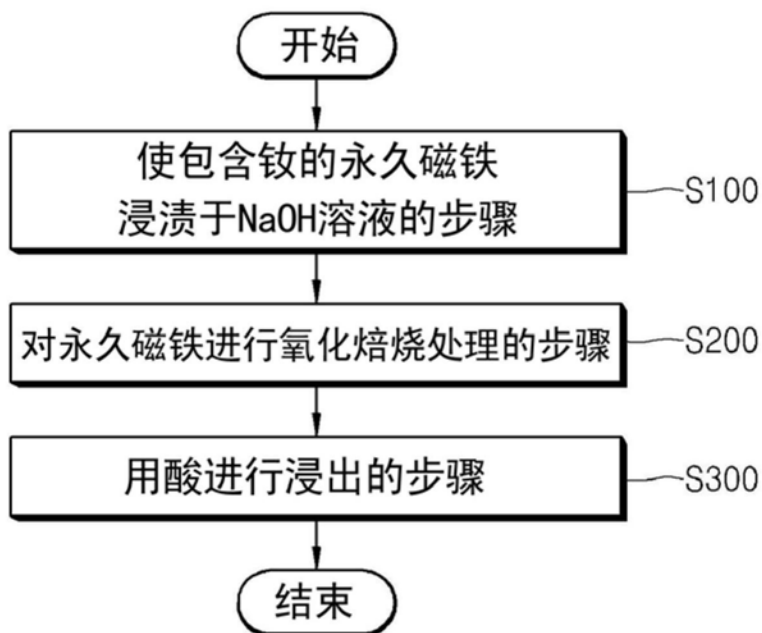 开始
使包含钕的永久磁铁
浸渍于NaOH溶液的步骤
S100
对永久磁铁进行氧化焙烧处理的步骤
S200
用酸进行浸出的步骤
S300
结束